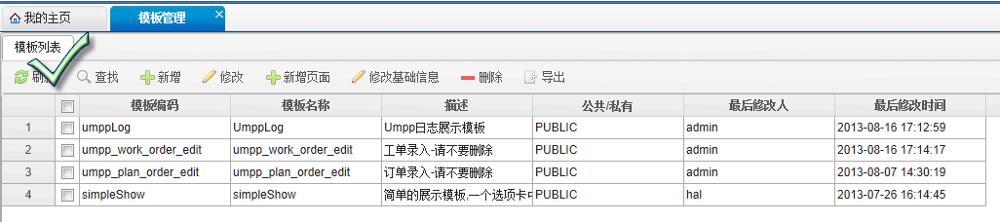 我的主页 模板管理
模板列表
刷 查找 新增 修改 新增页面 修改基础信息 删除 导出
模板编码 模板名称 描述 公共/私有 最后修改人 最后修改时间
1 umppLog UmppLog Umpp日志展示模板 PUBLIC admin 2013-08-16 17:12:59
2 umpp_work_order_edit umpp_work_order_edit 工单录入-请不要删除 PUBLIC admin 2013-08-16 17:14:17
3 umpp_plan_order_edit umpp_plan_order_edit 订单录入-请不要删除 PUBLIC admin 2013-08-07 14:30:19
4 simpleShow simpleShow 简单的展示模板,一个选项卡中 PUBLIC hal 2013-07-26 16:14:45